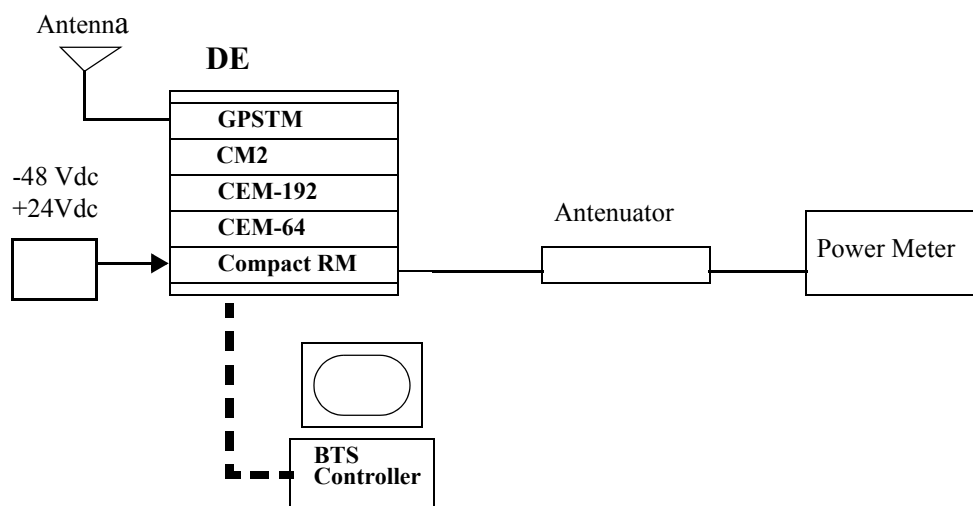 Antenna
DE
GPSTM
CM2
CEM-192
CEM-64
Compact RM
-48 Vdc
+24Vdc
Antenuator
Power Meter
BTS
Controller